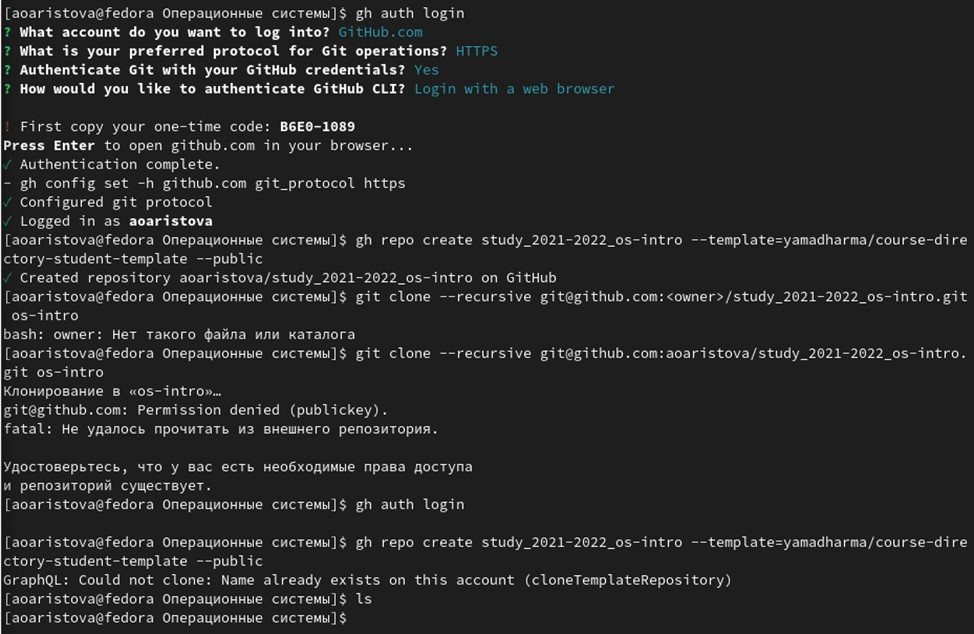 [aoaristova@fedora Операционные системы]$ gh auth login
? What account do you want to log into? GitHub.com
? What is your preferred protocol for Git operations? HTTPS
? Authenticate Git with your GitHub credentials? Yes
? How would you like to authenticate GitHub CLI? Login with a web browser
! First copy your one-time code: B6E0-1089
Press Enter to open github.com in your browser...
✓ Authentication complete.
- gh config set -h github.com git_protocol https
✓ Configured git protocol
✓ Logged in as aoaristova
[aoaristova@fedora Операционные системы]$ gh repo create study_2021-2022_os-intro --template=yamadharma/course-dire
ctory-student-template --public
✓ Created repository aoaristova/study_2021-2022_os-intro on GitHub
[aoaristova@fedora Операционные системы]$ git clone --recursive git@github.com:<owner>/study_2021-2022_os-intro.git
os-intro
bash: owner: Нет такого файла или каталога
[aoaristova@fedora Операционные системы]$ git clone --recursive git@github.com:aoaristova/study_2021-2022_os-intro.
git os-intro
Клонирование в «os-intro»…
git@github.com: Permission denied (publickey).
fatal: Не удалось прочитать из внешнего репозитория.
Удостоверьтесь, что у вас есть необходимые права доступа
и репозиторий существует.
[aoaristova@fedora Операционные системы]$ gh auth login
[aoaristova@fedora Операционные системы]$ gh repo create study_2021-2022_os-intro --template=yamadharma/course-dire
ctory-student-template --public
GraphQL: Could not clone: Name already exists on this account (cloneTemplateRepository)
[aoaristova@fedora Операционные системы]$ ls
[aoaristova@fedora Операционные системы]$